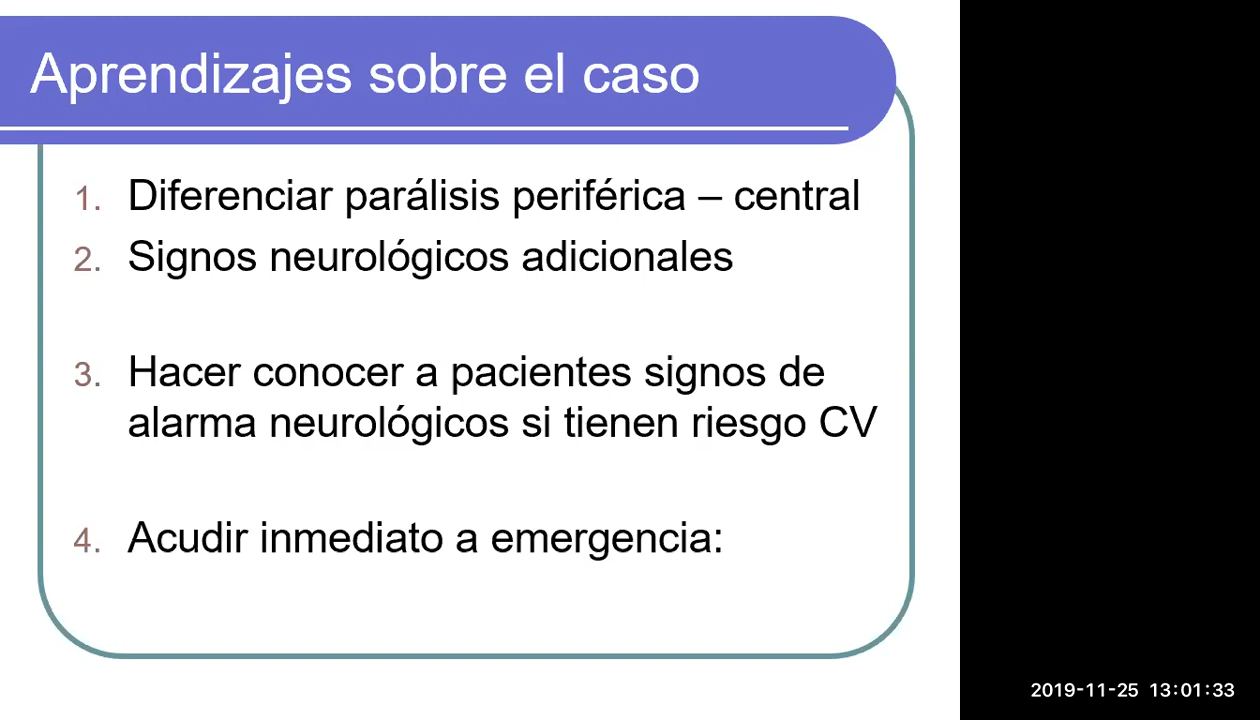 Aprendizajes sobre el caso
1. Diferenciar parálisis periférica – central
2. Signos neurológicos adicionales
3. Hacer conocer a pacientes signos de
alarma neurológicos si tienen riesgo CV
4. Acudir inmediato a emergencia:
2019-11-25 13:01:33